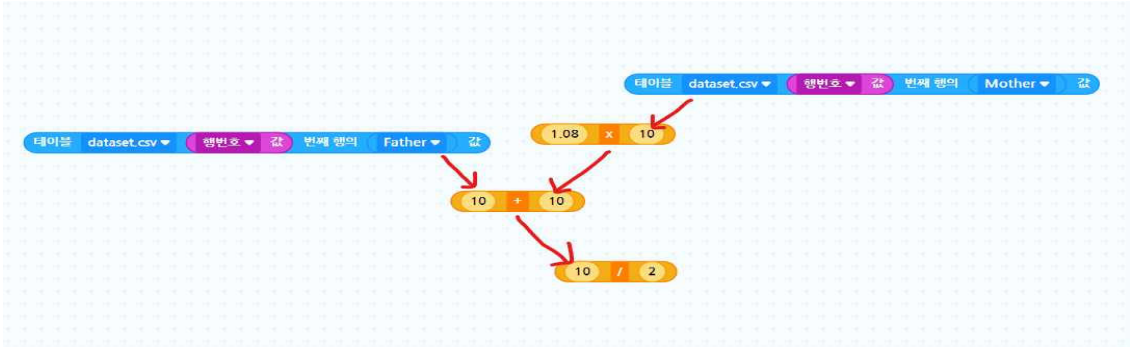 테이블 dataset.csv 행번호 값 번째 행의 Mother 값
1.08 x 10
테이블 dataset.csv 행번호 값 번째 행의 Father 값
10 + 10
10 / 2